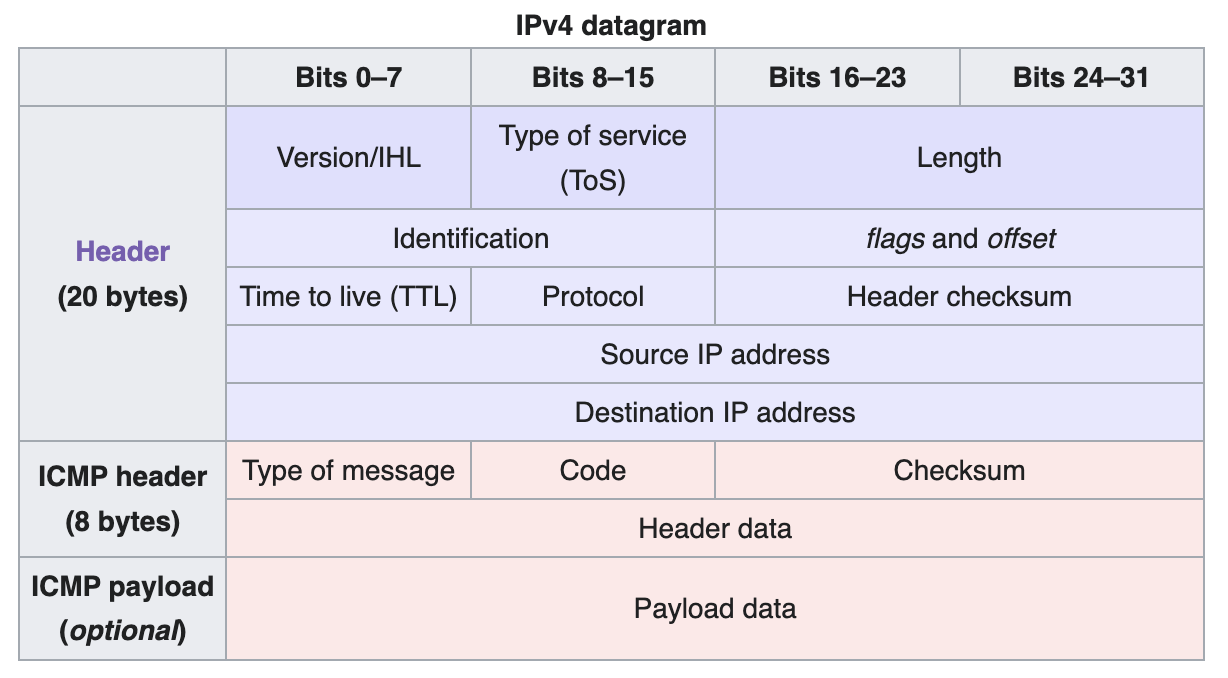 IPv4 datagram
Bits 0–7 Bits 8–15 Bits 16–23 Bits 24–31
Header
(20 bytes)
Version/IHL
Type of service
(ToS)
Length
Identification
flags and offset
Time to live (TTL)
Protocol
Header checksum
Source IP address
Destination IP address
ICMP header
(8 bytes)
Type of message
Code
Checksum
Header data
ICMP payload
(optional)
Payload data